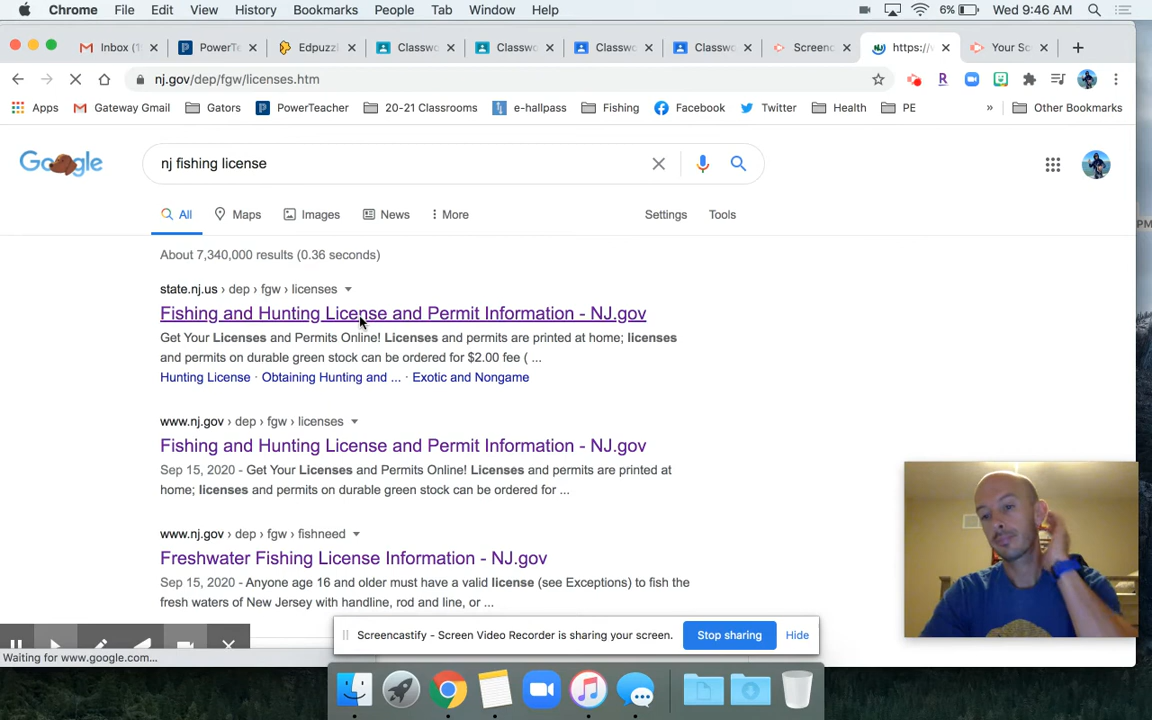 Chrome File Edit View History Bookmarks People Tab Window Help 6% Wed 9:46 AM
Inbox (1 PowerTe Edpuzzl Classwo Classwo Classwo Classwo Screenc https:// Your Sc
nj.gov/dep/fgw/licenses.htm
Apps Gateway Gmail Gators PowerTeacher 20-21 Classrooms e-hallpass Fishing Facebook Twitter Health PE » Other Bookmarks
Google nj fishing license
All Maps Images News More Settings Tools
About 7,340,000 results (0.36 seconds)
state.nj.us › dep › fgw › licenses
Fishing and Hunting License and Permit Information - NJ.gov
Get Your Licenses and Permits Online! Licenses and permits are printed at home; licenses
and permits on durable green stock can be ordered for $2.00 fee ( ...
Hunting License · Obtaining Hunting and ... · Exotic and Nongame
www.nj.gov › dep › fgw › licenses
Fishing and Hunting License and Permit Information - NJ.gov
Sep 15, 2020 - Get Your Licenses and Permits Online! Licenses and permits are printed at
home; licenses and permits on durable green stock can be ordered for ...
www.nj.gov › dep › fgw › fishneed
Freshwater Fishing License Information - NJ.gov
Sep 15, 2020 - Anyone age 16 and older must have a valid license (see Exceptions) to fish the
fresh waters of New Jersey with handline, rod and line, or ...
Screencastify - Screen Video Recorder is sharing your screen. Stop sharing Hide
Waiting for www.google.com...
PM